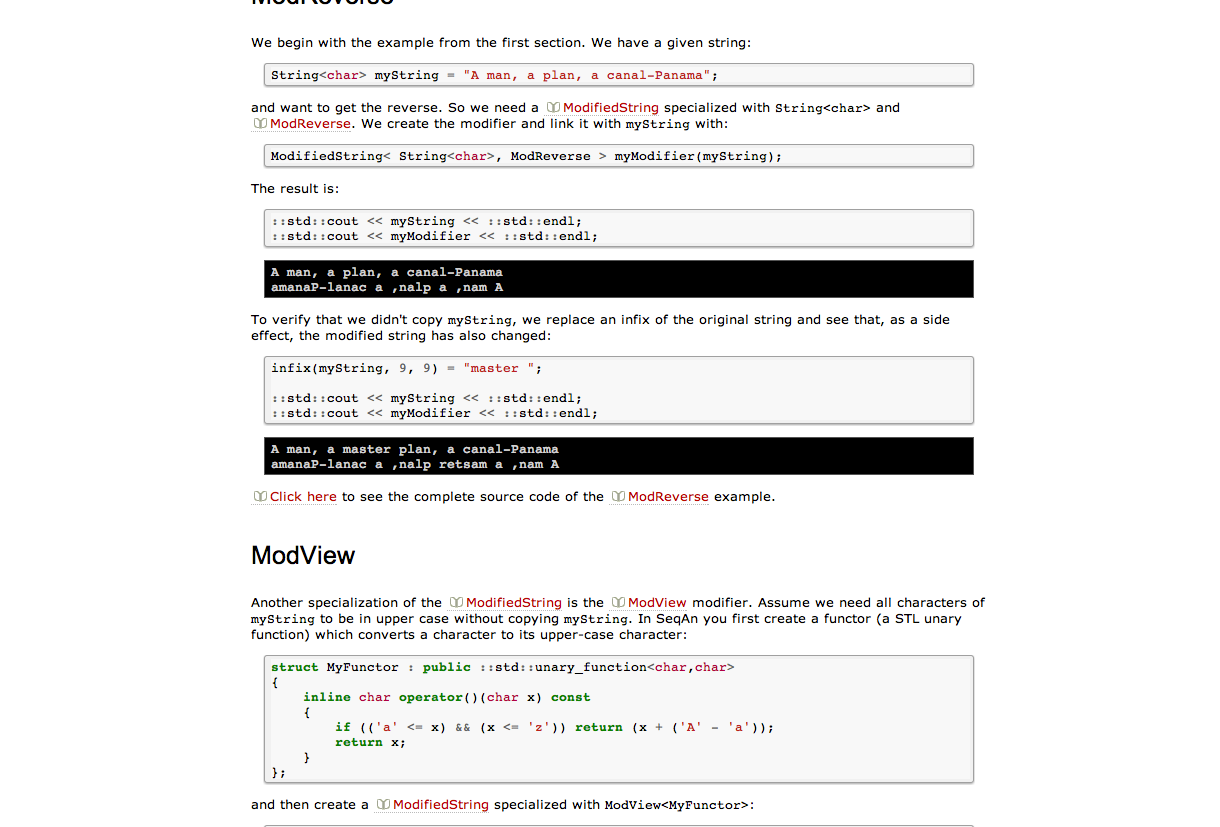 ModReverse
We begin with the example from the first section. We have a given string:
String<char> myString = "A man, a plan, a canal-Panama";
and want to get the reverse. So we need a ModifiedString specialized with String<char> and
ModReverse. We create the modifier and link it with myString with:
ModifiedString< String<char>, ModReverse > myModifier(myString);
The result is:
::std::cout << myString << ::std::endl;
::std::cout << myModifier << ::std::endl;
A man, a plan, a canal-Panama
amanaP-lanac a ,nalp a ,nam A
To verify that we didn't copy myString, we replace an infix of the original string and see that, as a side
effect, the modified string has also changed:
infix(myString, 9, 9) = "master ";
::std::cout << myString << ::std::endl;
::std::cout << myModifier << ::std::endl;
A man, a master plan, a canal-Panama
amanaP-lanac a ,nalp retsam a ,nam A
Click here to see the complete source code of the ModReverse example.
ModView
Another specialization of the ModifiedString is the ModView modifier. Assume we need all characters of
myString to be in upper case without copying myString. In SeqAn you first create a functor (a STL unary
function) which converts a character to its upper-case character:
struct MyFunctor : public ::std::unary_function<char,char>
{
    inline char operator()(char x) const
    {
        if (('a' <= x) && (x <= 'z')) return (x + ('A' - 'a'));
        return x;
    }
};
and then create a ModifiedString specialized with ModView<MyFunctor>: